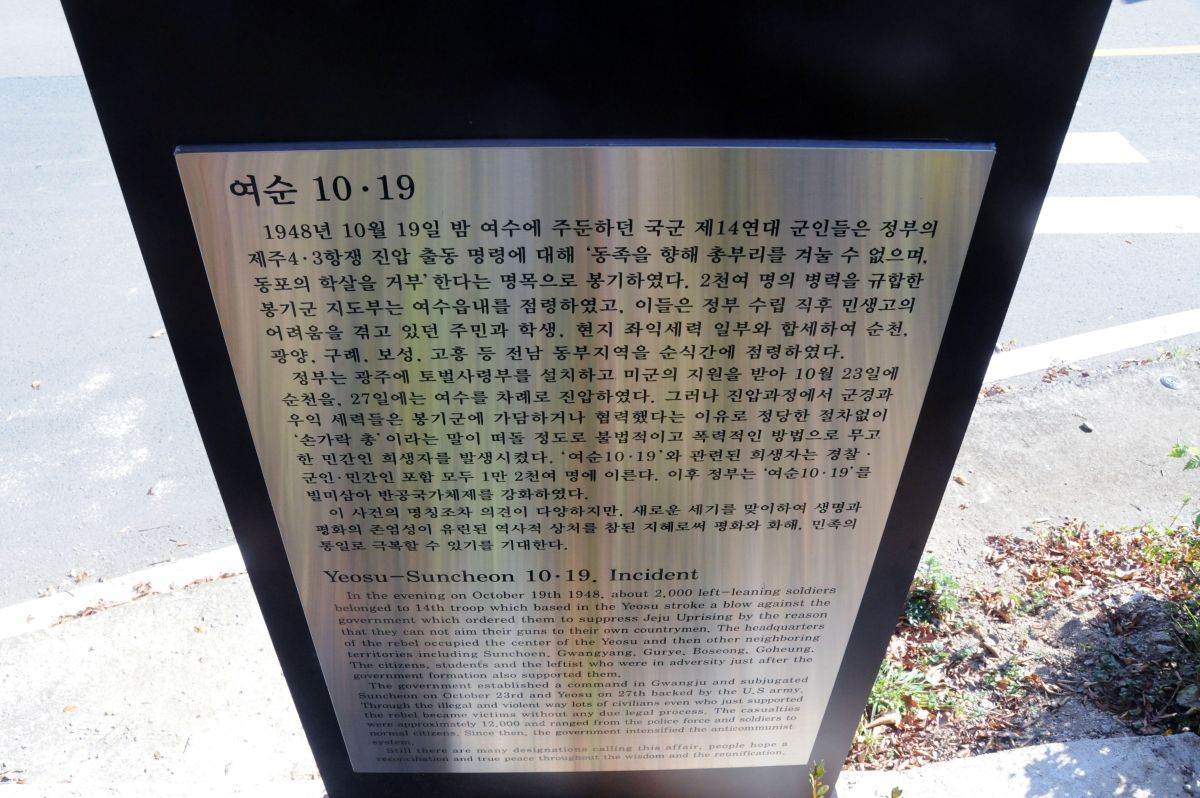 여순 10·19
1948년 10월 19일 밤 여수에 주둔하던 국군 제14연대 군인들은 정부의
제주4·3항쟁 진압 출동 명령에 대해 '동족을 향해 총부리를 겨눌 수 없으며,
동포의 학살을 거부'한다는 명목으로 봉기하였다. 2천여 명의 병력을 규합한
봉기군 지도부는 여수읍내를 점령하였고, 이들은 정부 수립 직후 민생고의
어려움을 겪고 있던 주민과 학생, 현지 좌익세력 일부와 합세하여 순천,
광양, 구례, 보성, 고흥 등 전남 동부지역을 순식간에 점령하였다.
정부는 광주에 토벌사령부를 설치하고 미군의 지원을 받아 10월 23일에
순천을, 27일에는 여수를 차례로 진압하였다. 그러나 진압과정에서 군경과
우익 세력들은 봉기군에 가담하거나 협력했다는 이유로 정당한 절차없이
'손가락 총'이라는 말이 떠돌 정도로 불법적이고 폭력적인 방법으로 무고
한 민간인 희생자를 발생시켰다. '여순10·19'와 관련된 희생자는 경찰·
군인·민간인 포함 모두 1만 2천여 명에 이른다. 이후 정부는 '여순10·19'를
빌미삼아 반공국가체제를 강화하였다.
이 사건의 명칭조차 의견이 다양하지만, 새로운 세기를 맞이하여 생명과
평화의 존엄성이 유린된 역사적 상처를 참된 지혜로써 평화와 화해, 민족의
통일로 극복할 수 있기를 기대한다.
Yeosu-Suncheon 10·19. Incident
In the evening on October 19th 1948, about 2,000 left-leaning soldiers
belonged to 14th troop which based in the Yeosu stroke a blow against the
government which ordered them to suppress Jeju Uprising by the reason
that they can not aim their guns to their own countrymen. The headquarters
of the rebel occupied the center of the Yeosu and then other neighboring
territories including Sunchoen, Gwangyang, Gurye, Boseong, Goheung.
The citizens, students and the leftist who were in adversity just after the
government formation also supported them.
The government established a command in Gwangju and subjugated
Suncheon on October 23rd and Yeosu on 27th backed by the U.S army.
Through the illegal and violent way lots of civilians even who just supported
the rebel became victims without any due legal process. The casualties
were approximately 12,000 and ranged from the police force and soldiers to
normal citizens. Since then, the government intensified the anticommunist
system.
Still there are many designations calling this affair, people hope a
reconciliation and true peace throughout the wisdom and the reunification.